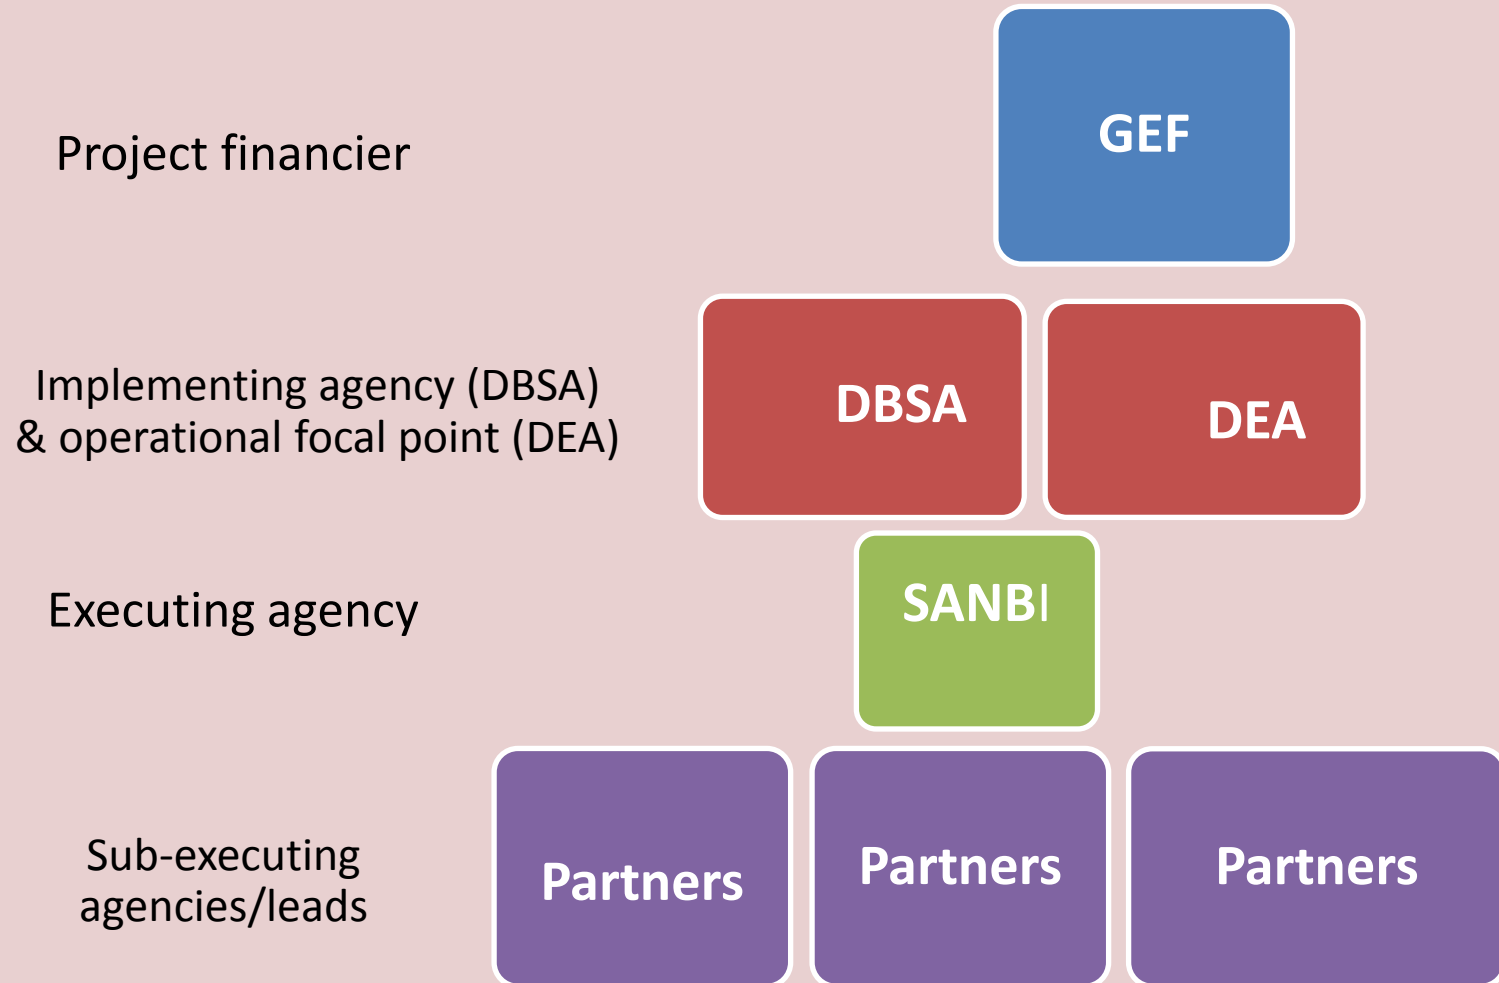 Project financier
GEF
Implementing agency (DBSA)
& operational focal point (DEA)
DBSA
DEA
Executing agency
SANBI
Sub-executing
agencies/leads
Partners
Partners
Partners